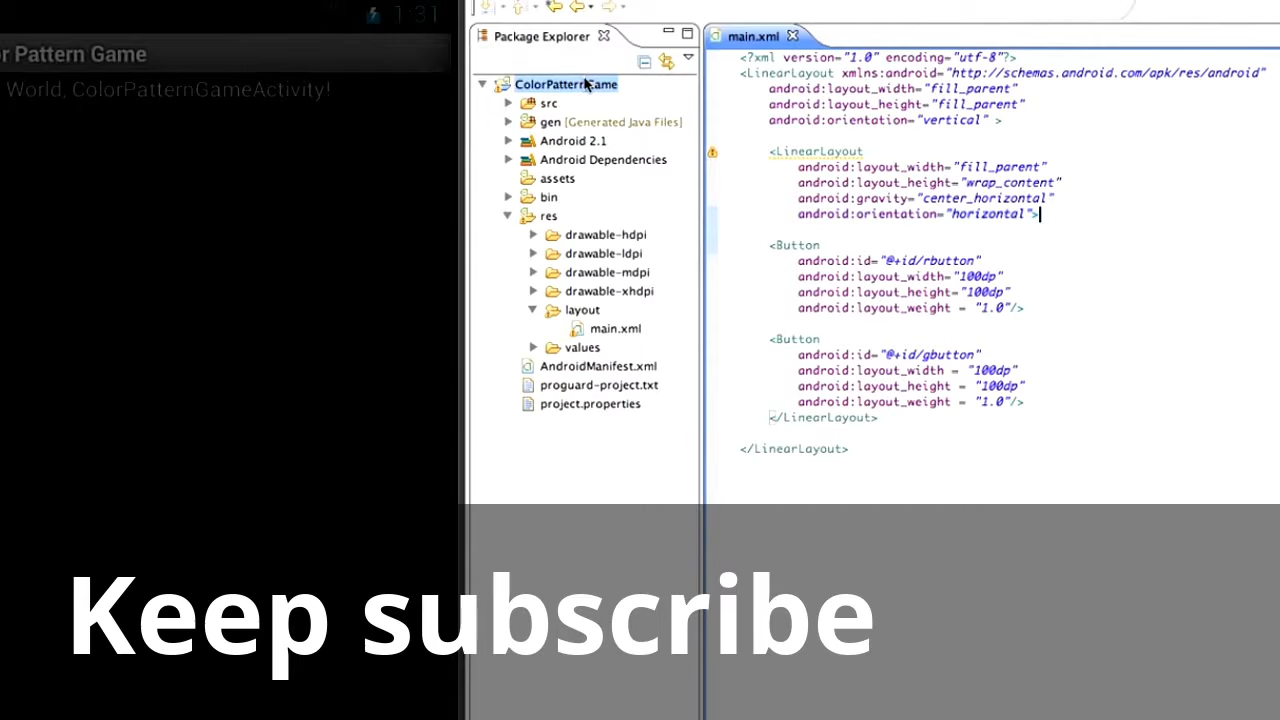 1:31
or Pattern Game
World, ColorPatternGameActivity!
Package Explorer
ColorPatternGame
src
gen [Generated Java Files]
Android 2.1
Android Dependencies
assets
bin
res
drawable-hdpi
drawable-ldpi
drawable-mdpi
drawable-xhdpi
layout
main.xml
values
AndroidManifest.xml
proguard-project.txt
project.properties
main.xml
<?xml version="1.0" encoding="utf-8"?>
<LinearLayout xmlns:android="http://schemas.android.com/apk/res/android"
android:layout_width="fill_parent"
android:layout_height="fill_parent"
android:orientation="vertical" >
<LinearLayout
android:layout_width="fill_parent"
android:layout_height="wrap_content"
android:gravity="center_horizontal"
android:orientation="horizontal">
<Button
android:id="@+id/rbutton"
android:layout_width="100dp"
android:layout_height="100dp"
android:layout_weight = "1.0"/>
<Button
android:id="@+id/gbutton"
android:layout_width = "100dp"
android:layout_height = "100dp"
android:layout_weight = "1.0"/>
</LinearLayout>
</LinearLayout>
Keep subscribe